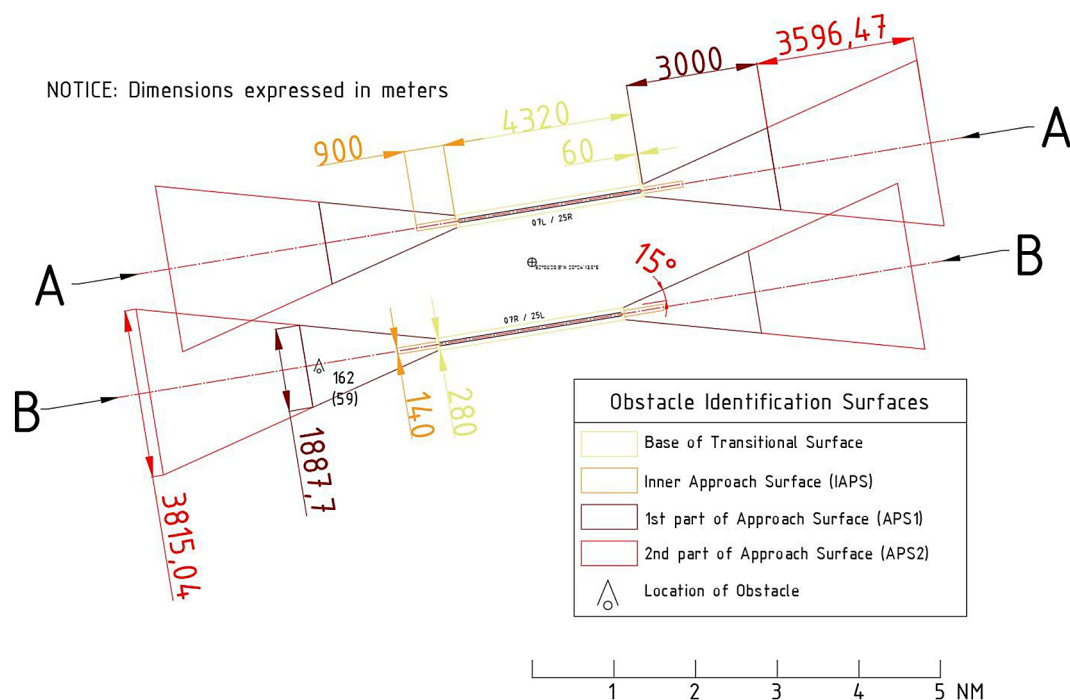 3596,47
3000
NOTICE: Dimensions expressed in meters
4320
900
60
A
07L / 25R
A
B
15°
07R / 25L
162
(59)
B
140
280
1887,7
3815,04
Obstacle Identification Surfaces
Base of Transitional Surface
Inner Approach Surface (IAPS)
1st part of Approach Surface (APS1)
2nd part of Approach Surface (APS2)
Location of Obstacle
1 2 3 4 5 NM